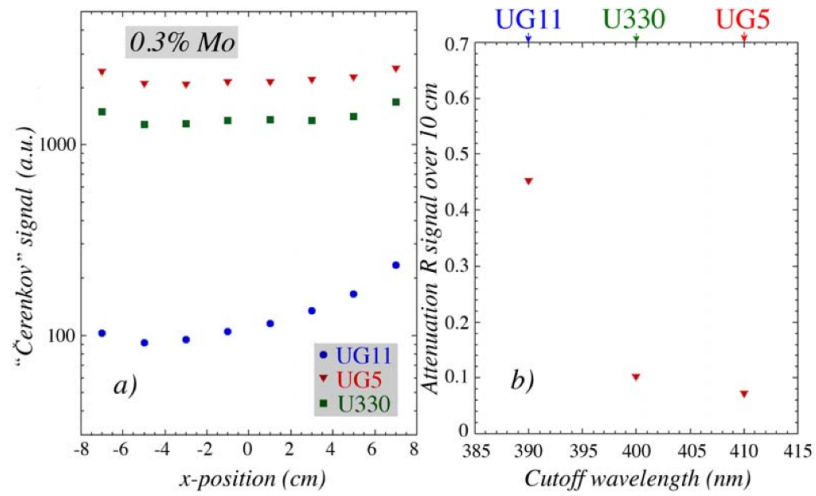 0.3% Mo
1000
100
"Čerenkov" signal (a.u.)
a)
UG11
UG5
U330
-8 -6 -4 -2 0 2 4 6 8
x-position (cm)
UG11 U330 UG5
0.7
0.6
0.5
0.4
0.3
0.2
0.1
0
Attenuation R signal over 10 cm
b)
385 390 395 400 405 410 415
Cutoff wavelength (nm)